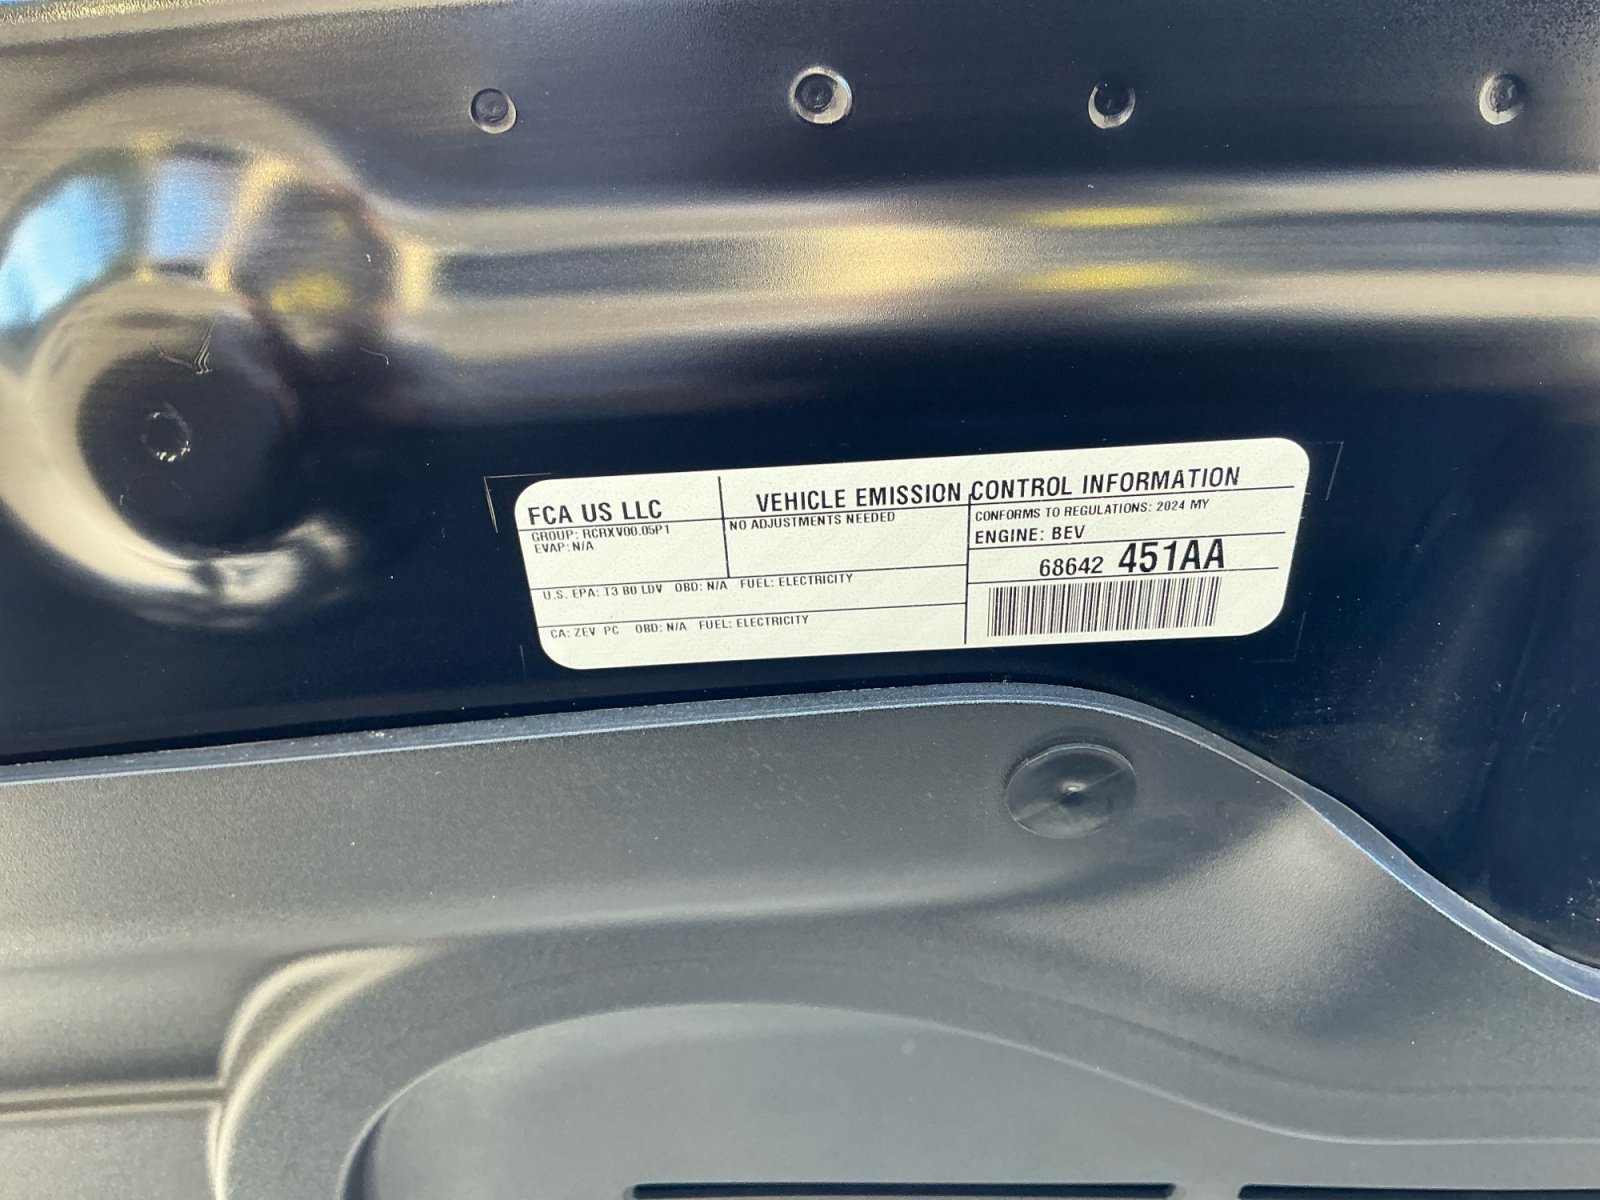 FCA US LLC
VEHICLE EMISSION CONTROL INFORMATION
GROUP: RCRXV00.05P1
EVAP: N/A
NO ADJUSTMENTS NEEDED
CONFORMS TO REGULATIONS: 2024 MY
ENGINE: BEV
68642 451AA
U.S. EPA: T3 B0 LDV OBD: N/A FUEL: ELECTRICITY
CA: ZEV PC OBD: N/A FUEL: ELECTRICITY